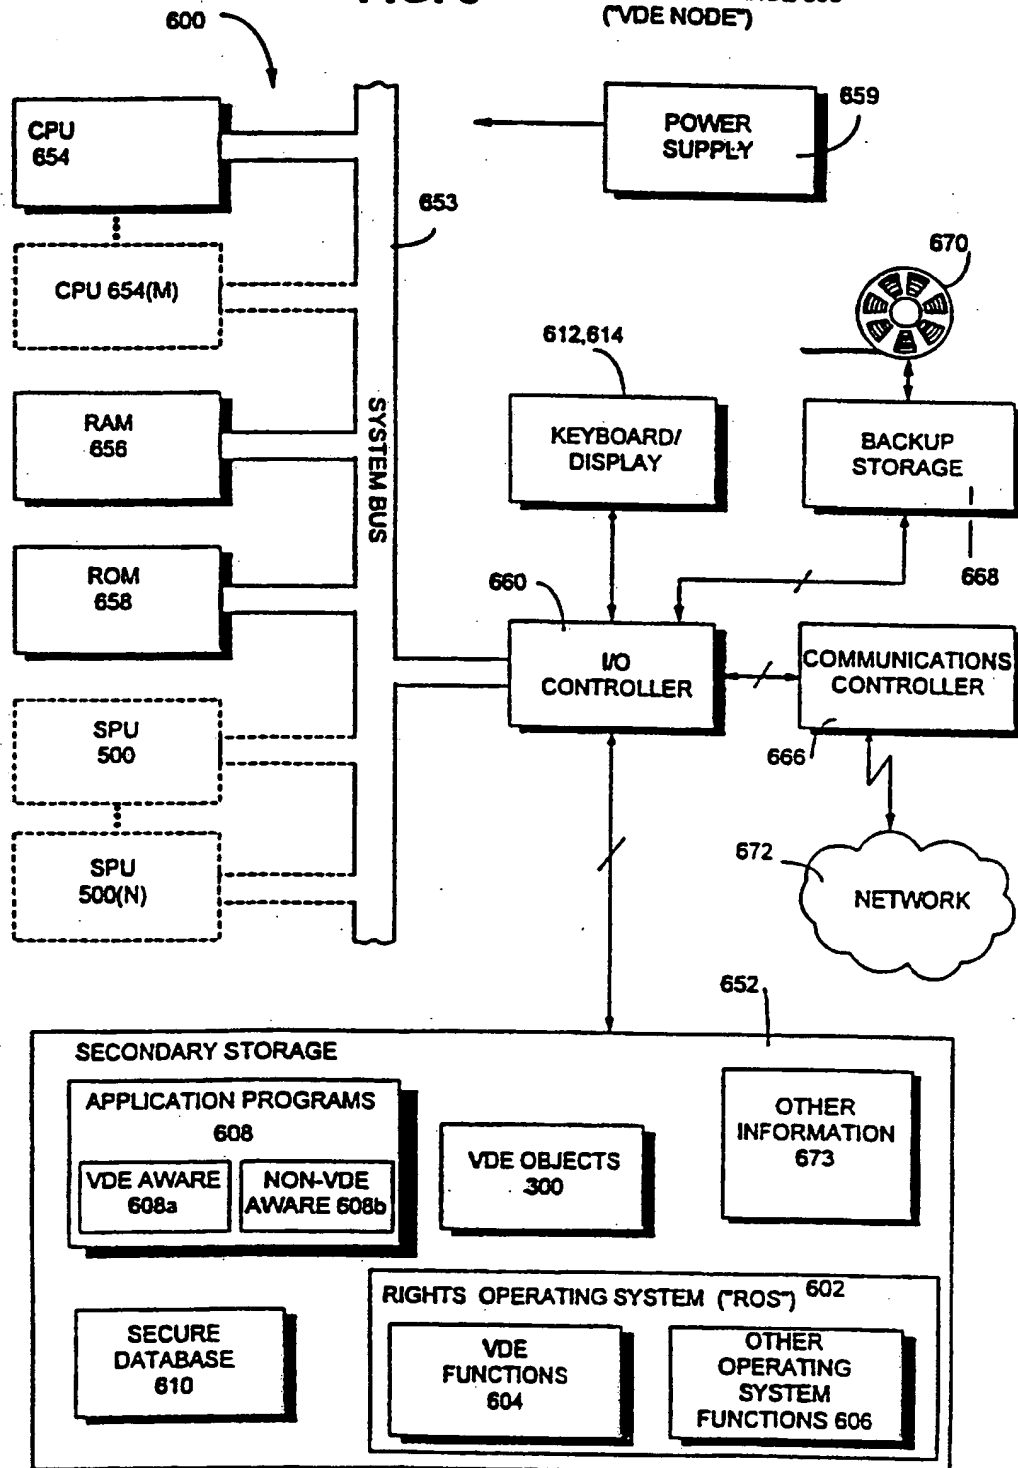 600
("VDE NODE")
CPU
654
POWER
SUPPLY
659
653
CPU 654(M)
670
612,614
RAM
656
SYSTEM BUS
KEYBOARD/
DISPLAY
BACKUP
STORAGE
ROM
658
660
668
I/O
CONTROLLER
COMMUNICATIONS
CONTROLLER
SPU
500
666
SPU
500(N)
672
NETWORK
652
SECONDARY STORAGE
APPLICATION PROGRAMS
608
VDE AWARE
608a
NON-VDE
AWARE 608b
VDE OBJECTS
300
OTHER
INFORMATION
673
RIGHTS OPERATING SYSTEM ("ROS") 602
SECURE
DATABASE
610
VDE
FUNCTIONS
604
OTHER
OPERATING
SYSTEM
FUNCTIONS 606